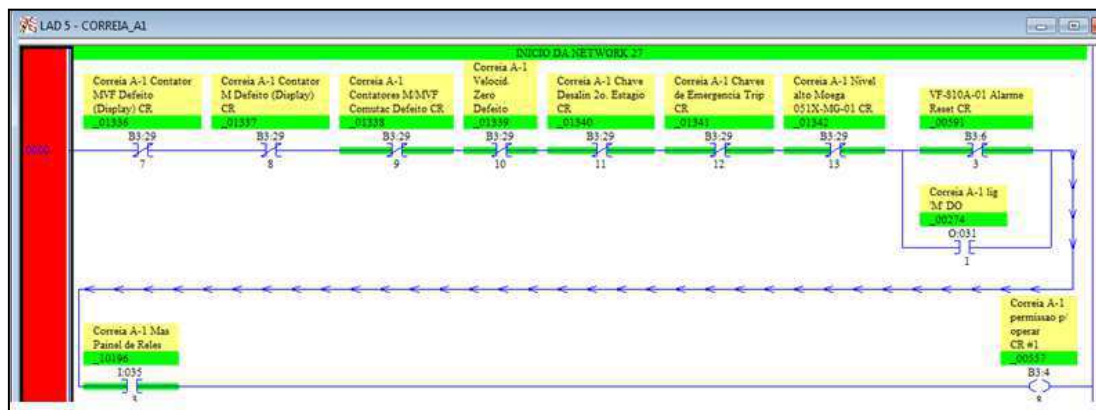 LAD 5 - CORREIA_A1
INICIO DA NETWORK 27
Correia A-1 Contator
MVF Defeito
(Display) CR
_01336
B3:29
7
Correia A-1 Contator
M Defeito (Display)
CR
_01337
B3:29
8
Correia A-1
Contatores M/MVF
Comutac Defeito CR
_01338
B3:29
9
Correia A-1
Velocid.
Zero
Defeito
_01339
B3:29
10
Correia A-1 Chave
Desalin 2o. Estagio
CR
_01340
B3:29
11
Correia A-1 Chaves
de Emergencia Trip
CR
_01341
B3:29
12
Correia A-1 Nivel
alto Moega
051X-MG-01 CR
_01342
B3:29
13
VF-810A-01 Alarme
Reset CR
_00591
B3:6
3
0000
Correia A-1 lig
'M' DO
_00274
O:031
1
Correia A-1 Mas
Painel de Reles
_10196
I:035
3
Correia A-1
permissao p/
operar
CR #1
_00557
B3:4
8